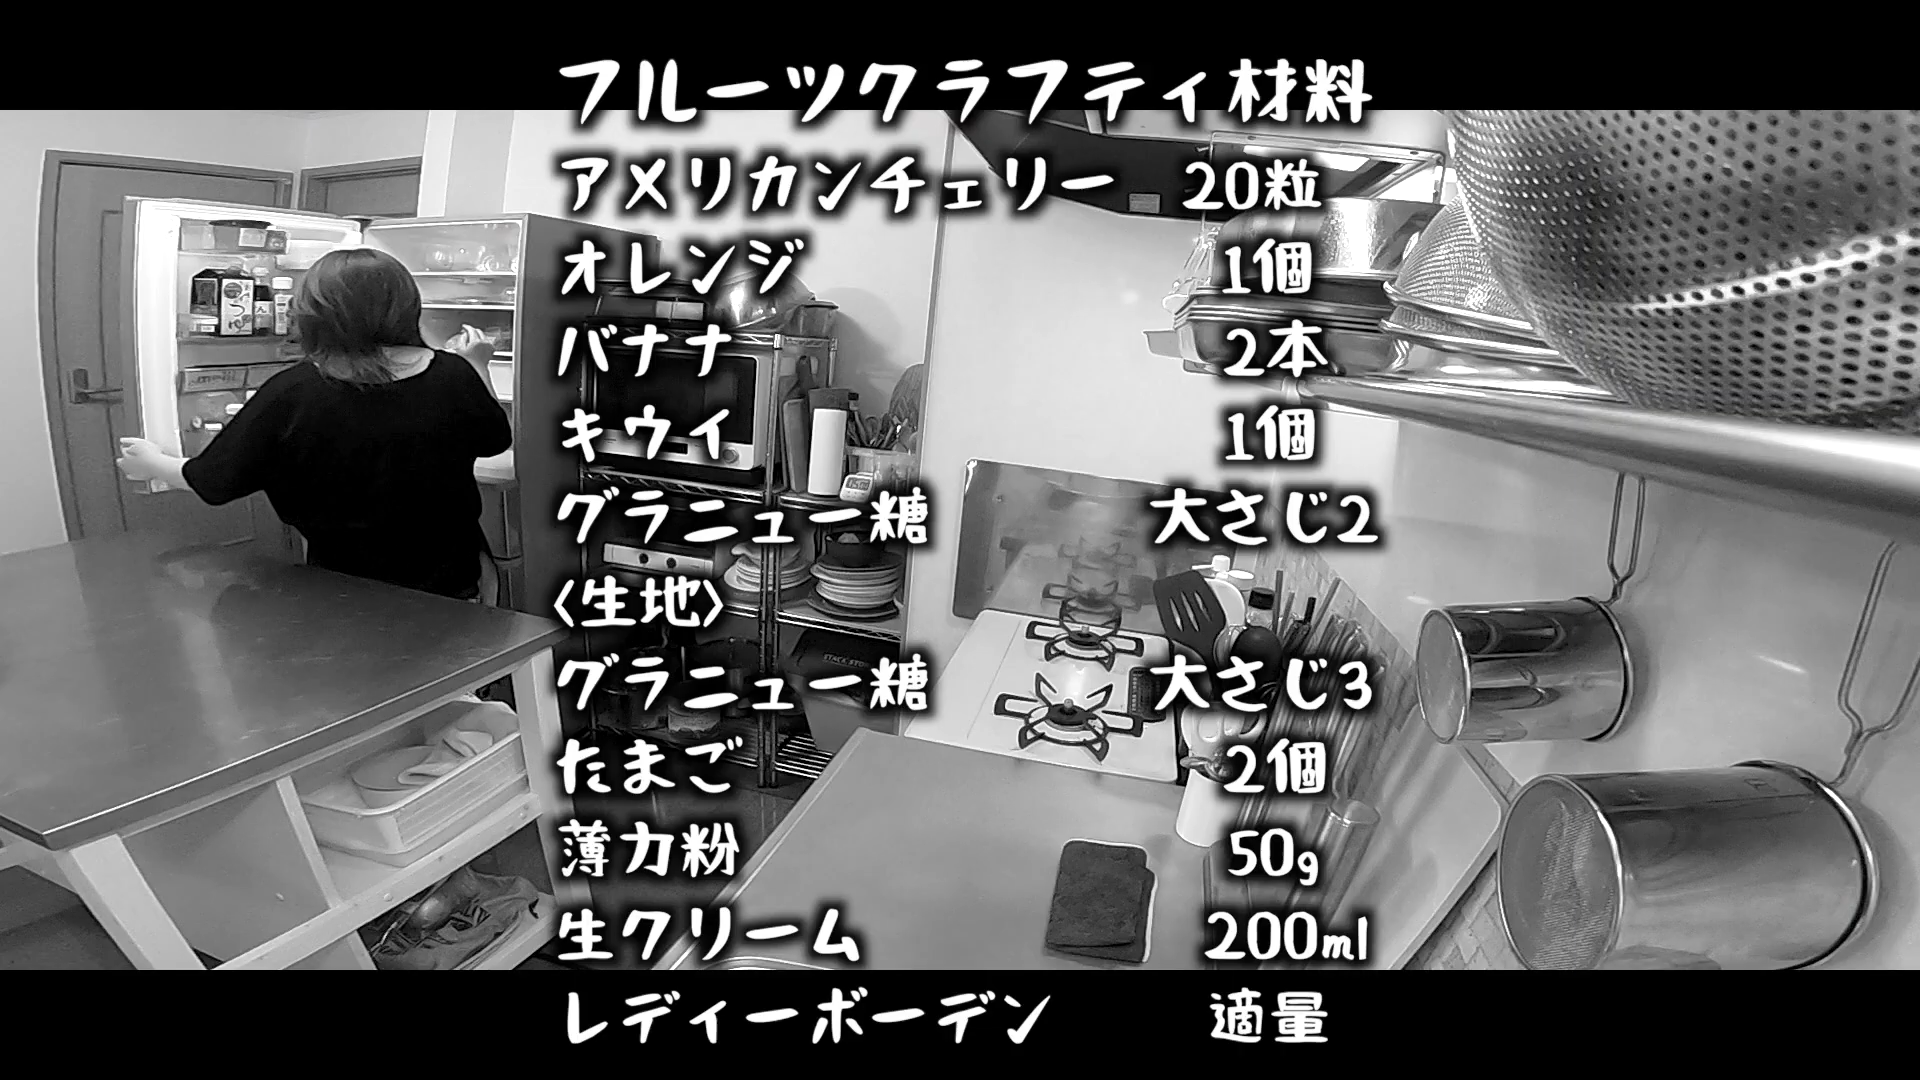 フルーツクラフティ材料
アメリカンチェリー 20粒
オレンジ 1個
バナナ 2本
キウイ 1個
グラニュー糖 大さじ2
〈生地〉
グラニュー糖 大さじ3
たまご 2個
薄力粉 50g
生クリーム 200ml
レディーボーデン 適量
つゆ